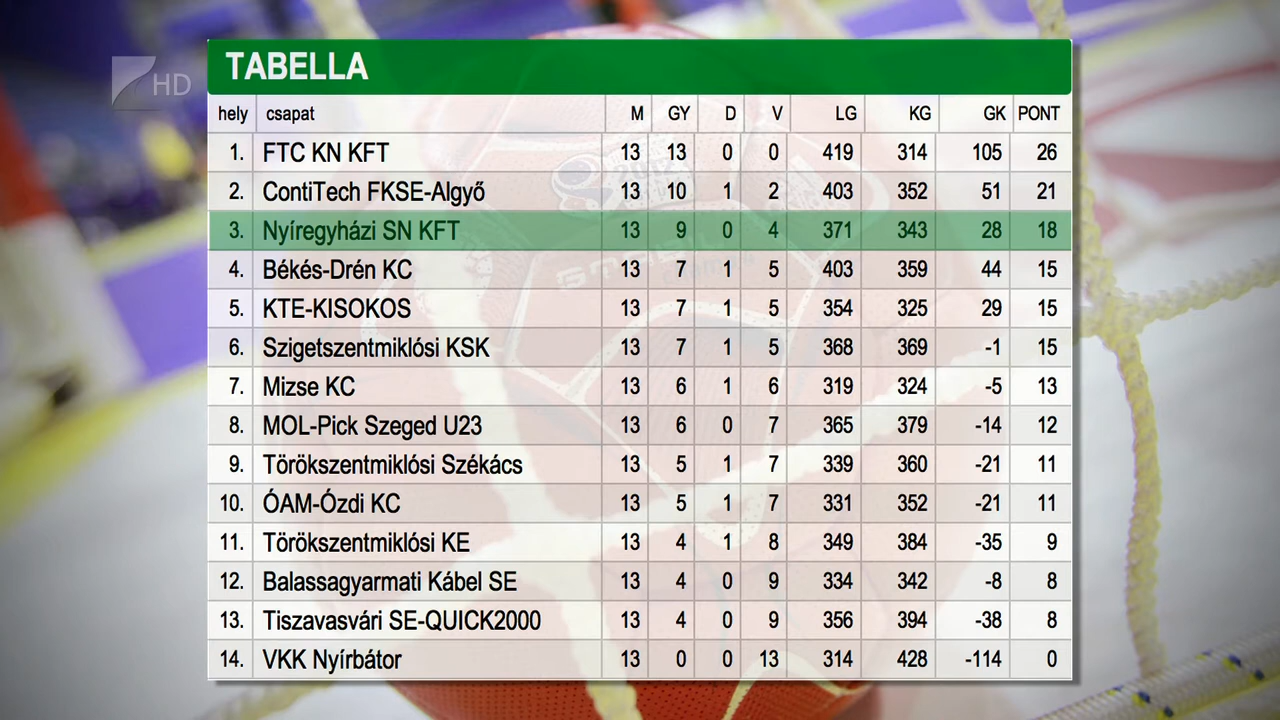 HD
TABELLA
hely csapat M GY D V LG KG GK PONT
1. FTC KN KFT 13 13 0 0 419 314 105 26
2. ContiTech FKSE-Algyő 13 10 1 2 403 352 51 21
3. Nyíregyházi SN KFT 13 9 0 4 371 343 28 18
4. Békés-Drén KC 13 7 1 5 403 359 44 15
5. KTE-KISOKOS 13 7 1 5 354 325 29 15
6. Szigetszentmiklósi KSK 13 7 1 5 368 369 -1 15
7. Mizse KC 13 6 1 6 319 324 -5 13
8. MOL-Pick Szeged U23 13 6 0 7 365 379 -14 12
9. Törökszentmiklósi Székács 13 5 1 7 339 360 -21 11
10. ÓAM-Ózdi KC 13 5 1 7 331 352 -21 11
11. Törökszentmiklósi KE 13 4 1 8 349 384 -35 9
12. Balassagyarmati Kábel SE 13 4 0 9 334 342 -8 8
13. Tiszavasvári SE-QUICK2000 13 4 0 9 356 394 -38 8
14. VKK Nyírbátor 13 0 0 13 314 428 -114 0